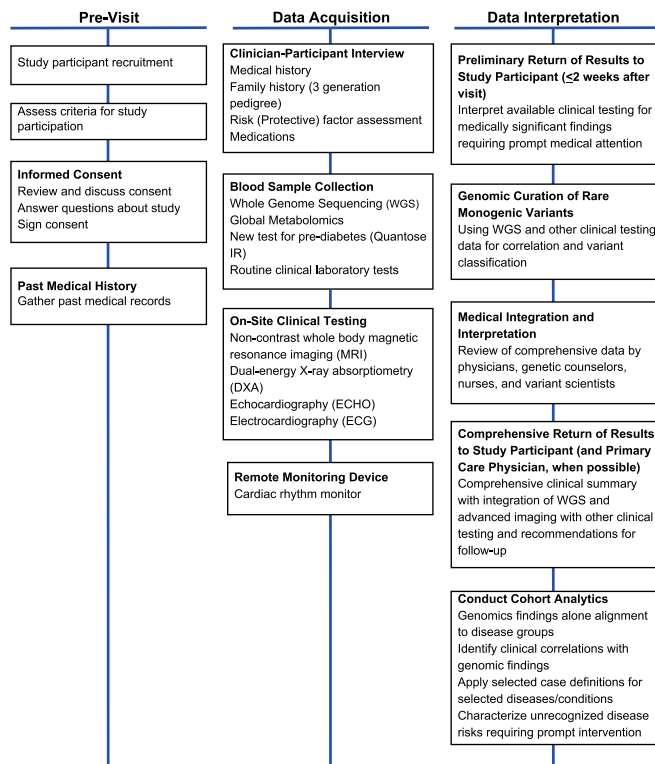 Pre-Visit
Study participant recruitment
Assess criteria for study
participation
Informed Consent
Review and discuss consent
Answer questions about study
Sign consent
Past Medical History
Gather past medical records
Data Acquisition
Clinician-Participant Interview
Medical history
Family history (3 generation
pedigree)
Risk (Protective) factor assessment
Medications
Blood Sample Collection
Whole Genome Sequencing (WGS)
Global Metabolomics
New test for pre-diabetes (Quantose
IR)
Routine clinical laboratory tests
On-Site Clinical Testing
Non-contrast whole body magnetic
resonance imaging (MRI)
Dual-energy X-ray absorptiometry
(DXA)
Echocardiography (ECHO)
Electrocardiography (ECG)
Remote Monitoring Device
Cardiac rhythm monitor
Data Interpretation
Preliminary Return of Results to
Study Participant (≤2 weeks after
visit)
Interpret available clinical testing for
medically significant findings
requiring prompt medical attention
Genomic Curation of Rare
Monogenic Variants
Using WGS and other clinical testing
data for correlation and variant
classification
Medical Integration and
Interpretation
Review of comprehensive data by
physicians, genetic counselors,
nurses, and variant scientists
Comprehensive Return of Results
to Study Participant (and Primary
Care Physician, when possible)
Comprehensive clinical summary
with integration of WGS and
advanced imaging with other clinical
testing and recommendations for
follow-up
Conduct Cohort Analytics
Genomics findings alone alignment
to disease groups
Identify clinical correlations with
genomic findings
Apply selected case definitions for
selected diseases/conditions
Characterize unrecognized disease
risks requiring prompt intervention